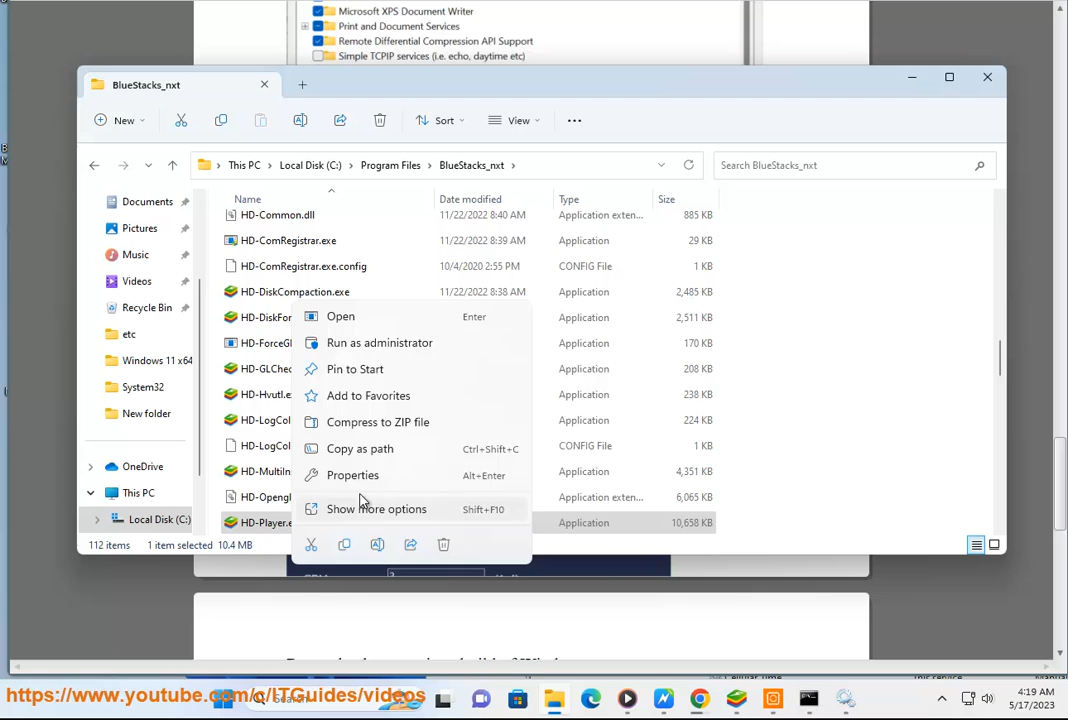 Microsoft XPS Document Writer
Print and Document Services
Remote Differential Compression API Support
Simple TCPIP services (i.e. echo, daytime etc)
BlueStacks_nxt
New
Sort
View
This PC > Local Disk (C:) > Program Files > BlueStacks_nxt >
Search BlueStacks_nxt
Name Date modified Type Size
Documents
Pictures
Music
Videos
Recycle Bin
etc
Windows 11 x64
System32
New folder
OneDrive
This PC
Local Disk (C:)
HD-Common.dll 11/22/2022 8:40 AM Application exten... 885 KB
HD-ComRegistrar.exe 11/22/2022 8:39 AM Application 29 KB
HD-ComRegistrar.exe.config 10/4/2020 2:55 PM CONFIG File 1 KB
HD-DiskCompaction.exe 11/22/2022 8:38 AM Application 2,485 KB
HD-DiskFor Application 2,511 KB
HD-ForceG Application 170 KB
HD-GLChec Application 208 KB
HD-Hvutl.e Application 238 KB
HD-LogCol Application 224 KB
HD-LogCol CONFIG File 1 KB
HD-MultiIns Application 4,351 KB
HD-Opengl Application exten... 6,065 KB
HD-Player.e Application 10,658 KB
Open Enter
Run as administrator
Pin to Start
Add to Favorites
Compress to ZIP file
Copy as path Ctrl+Shift+C
Properties Alt+Enter
Show more options Shift+F10
112 items 1 item selected 10.4 MB
https://www.youtube.com/c/ITGuides/videos
Search
4:19 AM
5/17/2023